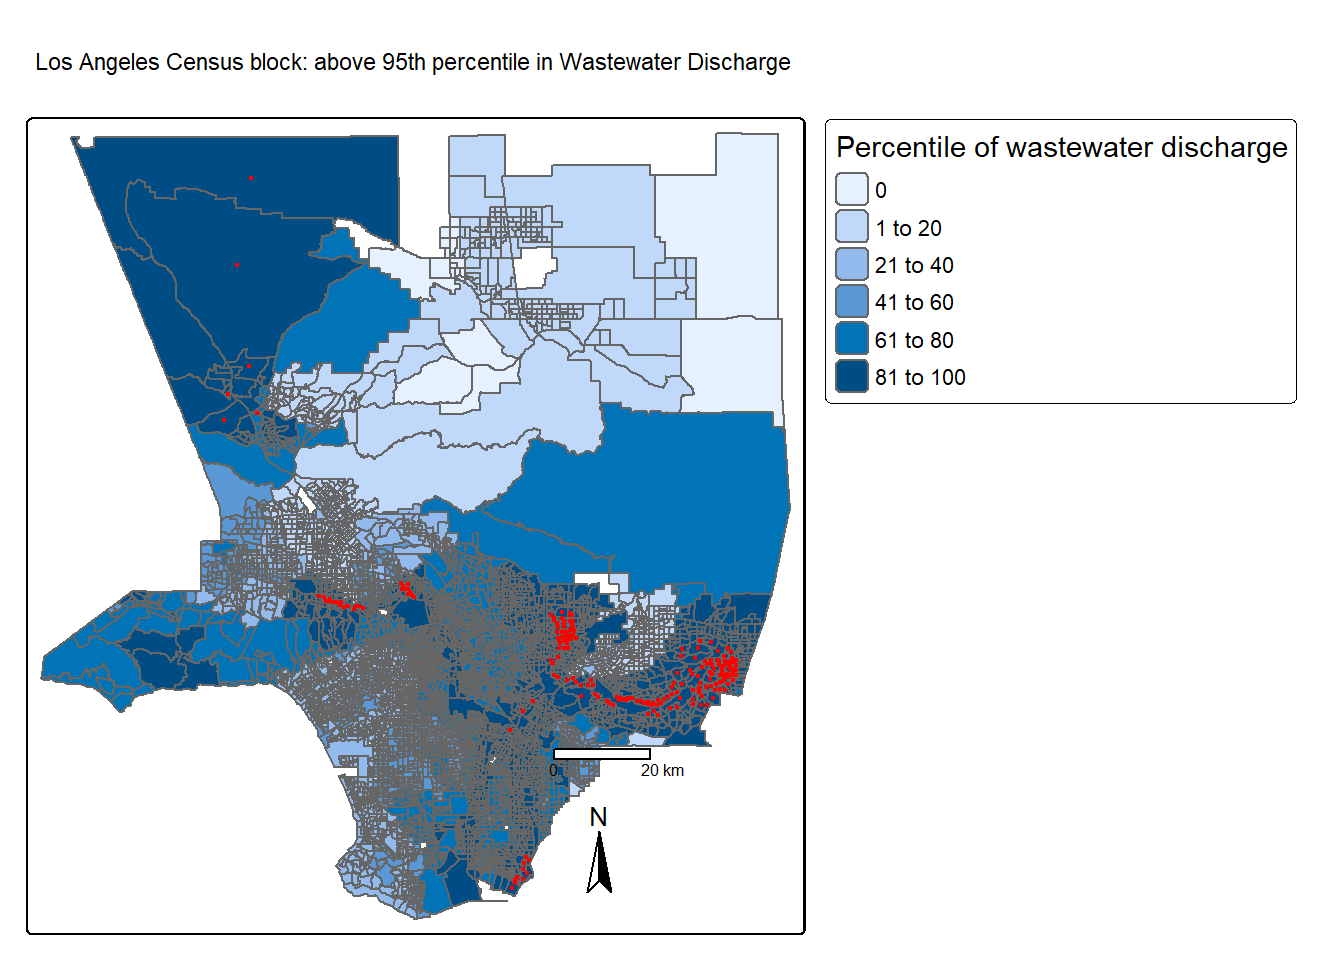 Los Angeles Census block: above 95th percentile in Wastewater Discharge
Percentile of wastewater discharge
0
1 to 20
21 to 40
41 to 60
61 to 80
81 to 100
0 20 km
N